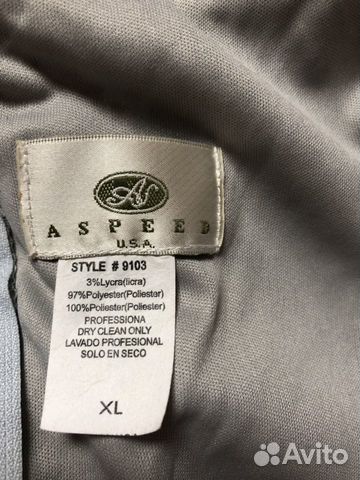 As
ASPEED
U.S.A.
STYLE # 9103
3%Lycra(licra)
97%Polyester(Poliester)
100%Polyester(Poliester)
PROFESSIONA
DRY CLEAN ONLY
LAVADO PROFESIONAL
SOLO EN SECO
XL
Avito